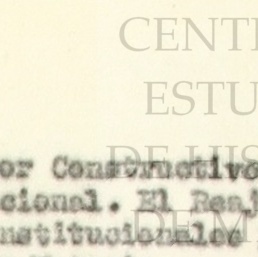 CENT
ESTU
DE HIS
or Constructivo
cional. El Reaj
nstitucionales
DE M